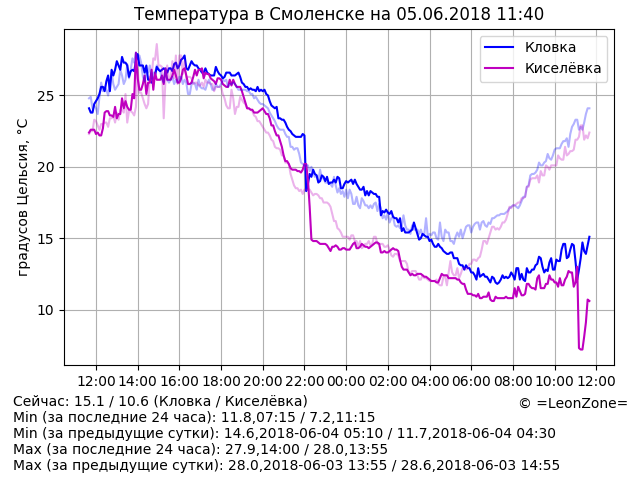 Температура в Смоленске на 05.06.2018 11:40
Кловка
Киселёвка
градусов Цельсия, °C
25
20
15
10
12:00 14:00 16:00 18:00 20:00 22:00 00:00 02:00 04:00 06:00 08:00 10:00 12:00
Сейчас: 15.1 / 10.6 (Кловка / Киселёвка)
© =LeonZone=
Min (за последние 24 часа): 11.8,07:15 / 7.2,11:15
Min (за предыдущие сутки): 14.6,2018-06-04 05:10 / 11.7,2018-06-04 04:30
Max (за последние 24 часа): 27.9,14:00 / 28.0,13:55
Max (за предыдущие сутки): 28.0,2018-06-03 13:55 / 28.6,2018-06-03 14:55